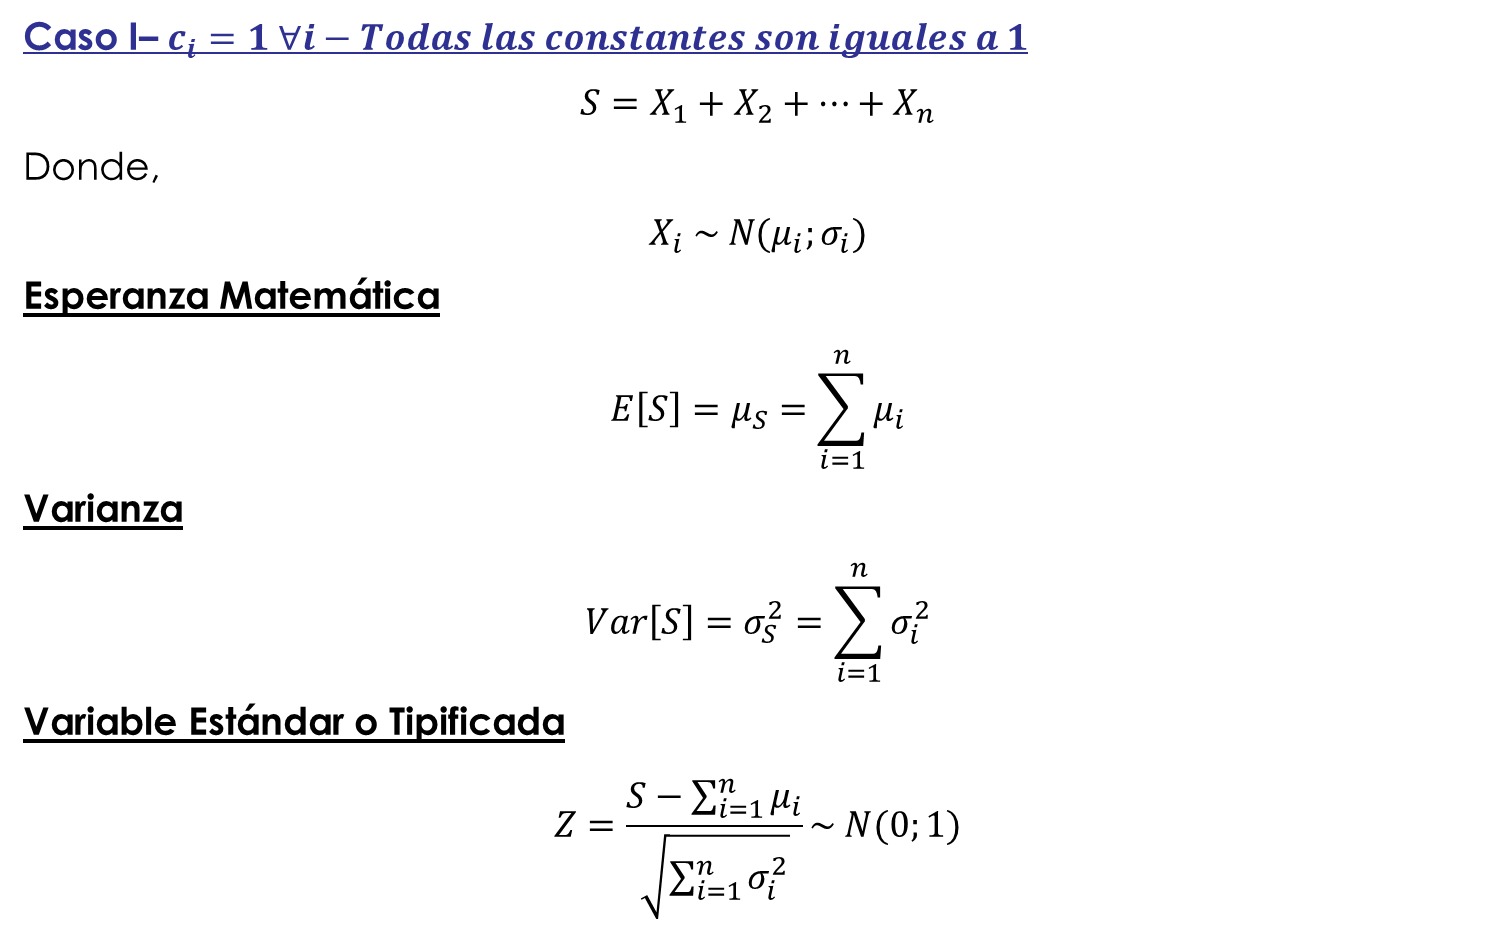 Caso I– c_i = 1 ∀i − Todas las constantes son iguales a 1
S = X_1 + X_2 + ⋯ + X_n
Donde,
X_i ~ N(μ_i; σ_i)
Esperanza Matemática
E[S] = μ_S = ∑_{i=1}^{n} μ_i
Varianza
Var[S] = σ_S^2 = ∑_{i=1}^{n} σ_i^2
Variable Estándar o Tipificada
Z = (S − ∑_{i=1}^{n} μ_i) / √(∑_{i=1}^{n} σ_i^2) ~ N(0; 1)